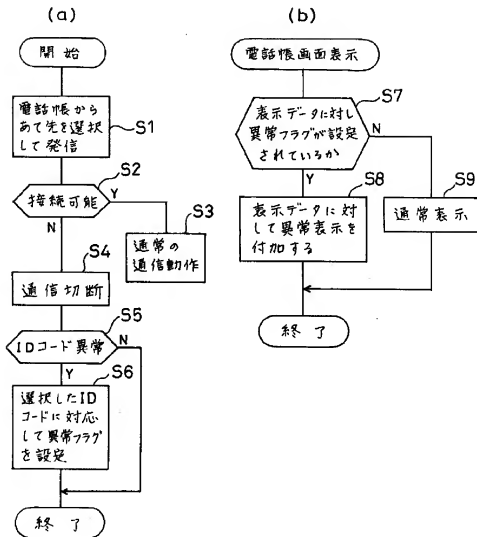 (a)
開始
電話帳から
あて先を選択
して発信
S1
S2
接続可能
Y
N
S3
通常の
通信動作
S4
通信切断
S5
IDコード異常
N
Y
S6
選択したID
コードに対応
して異常フラグ
を設定
終了
(b)
電話帳画面表示
S7
表示データに対し
異常フラグが設定
されているか
N
Y
S8
表示データに対
して異常表示を
付加する
S9
通常表示
終了